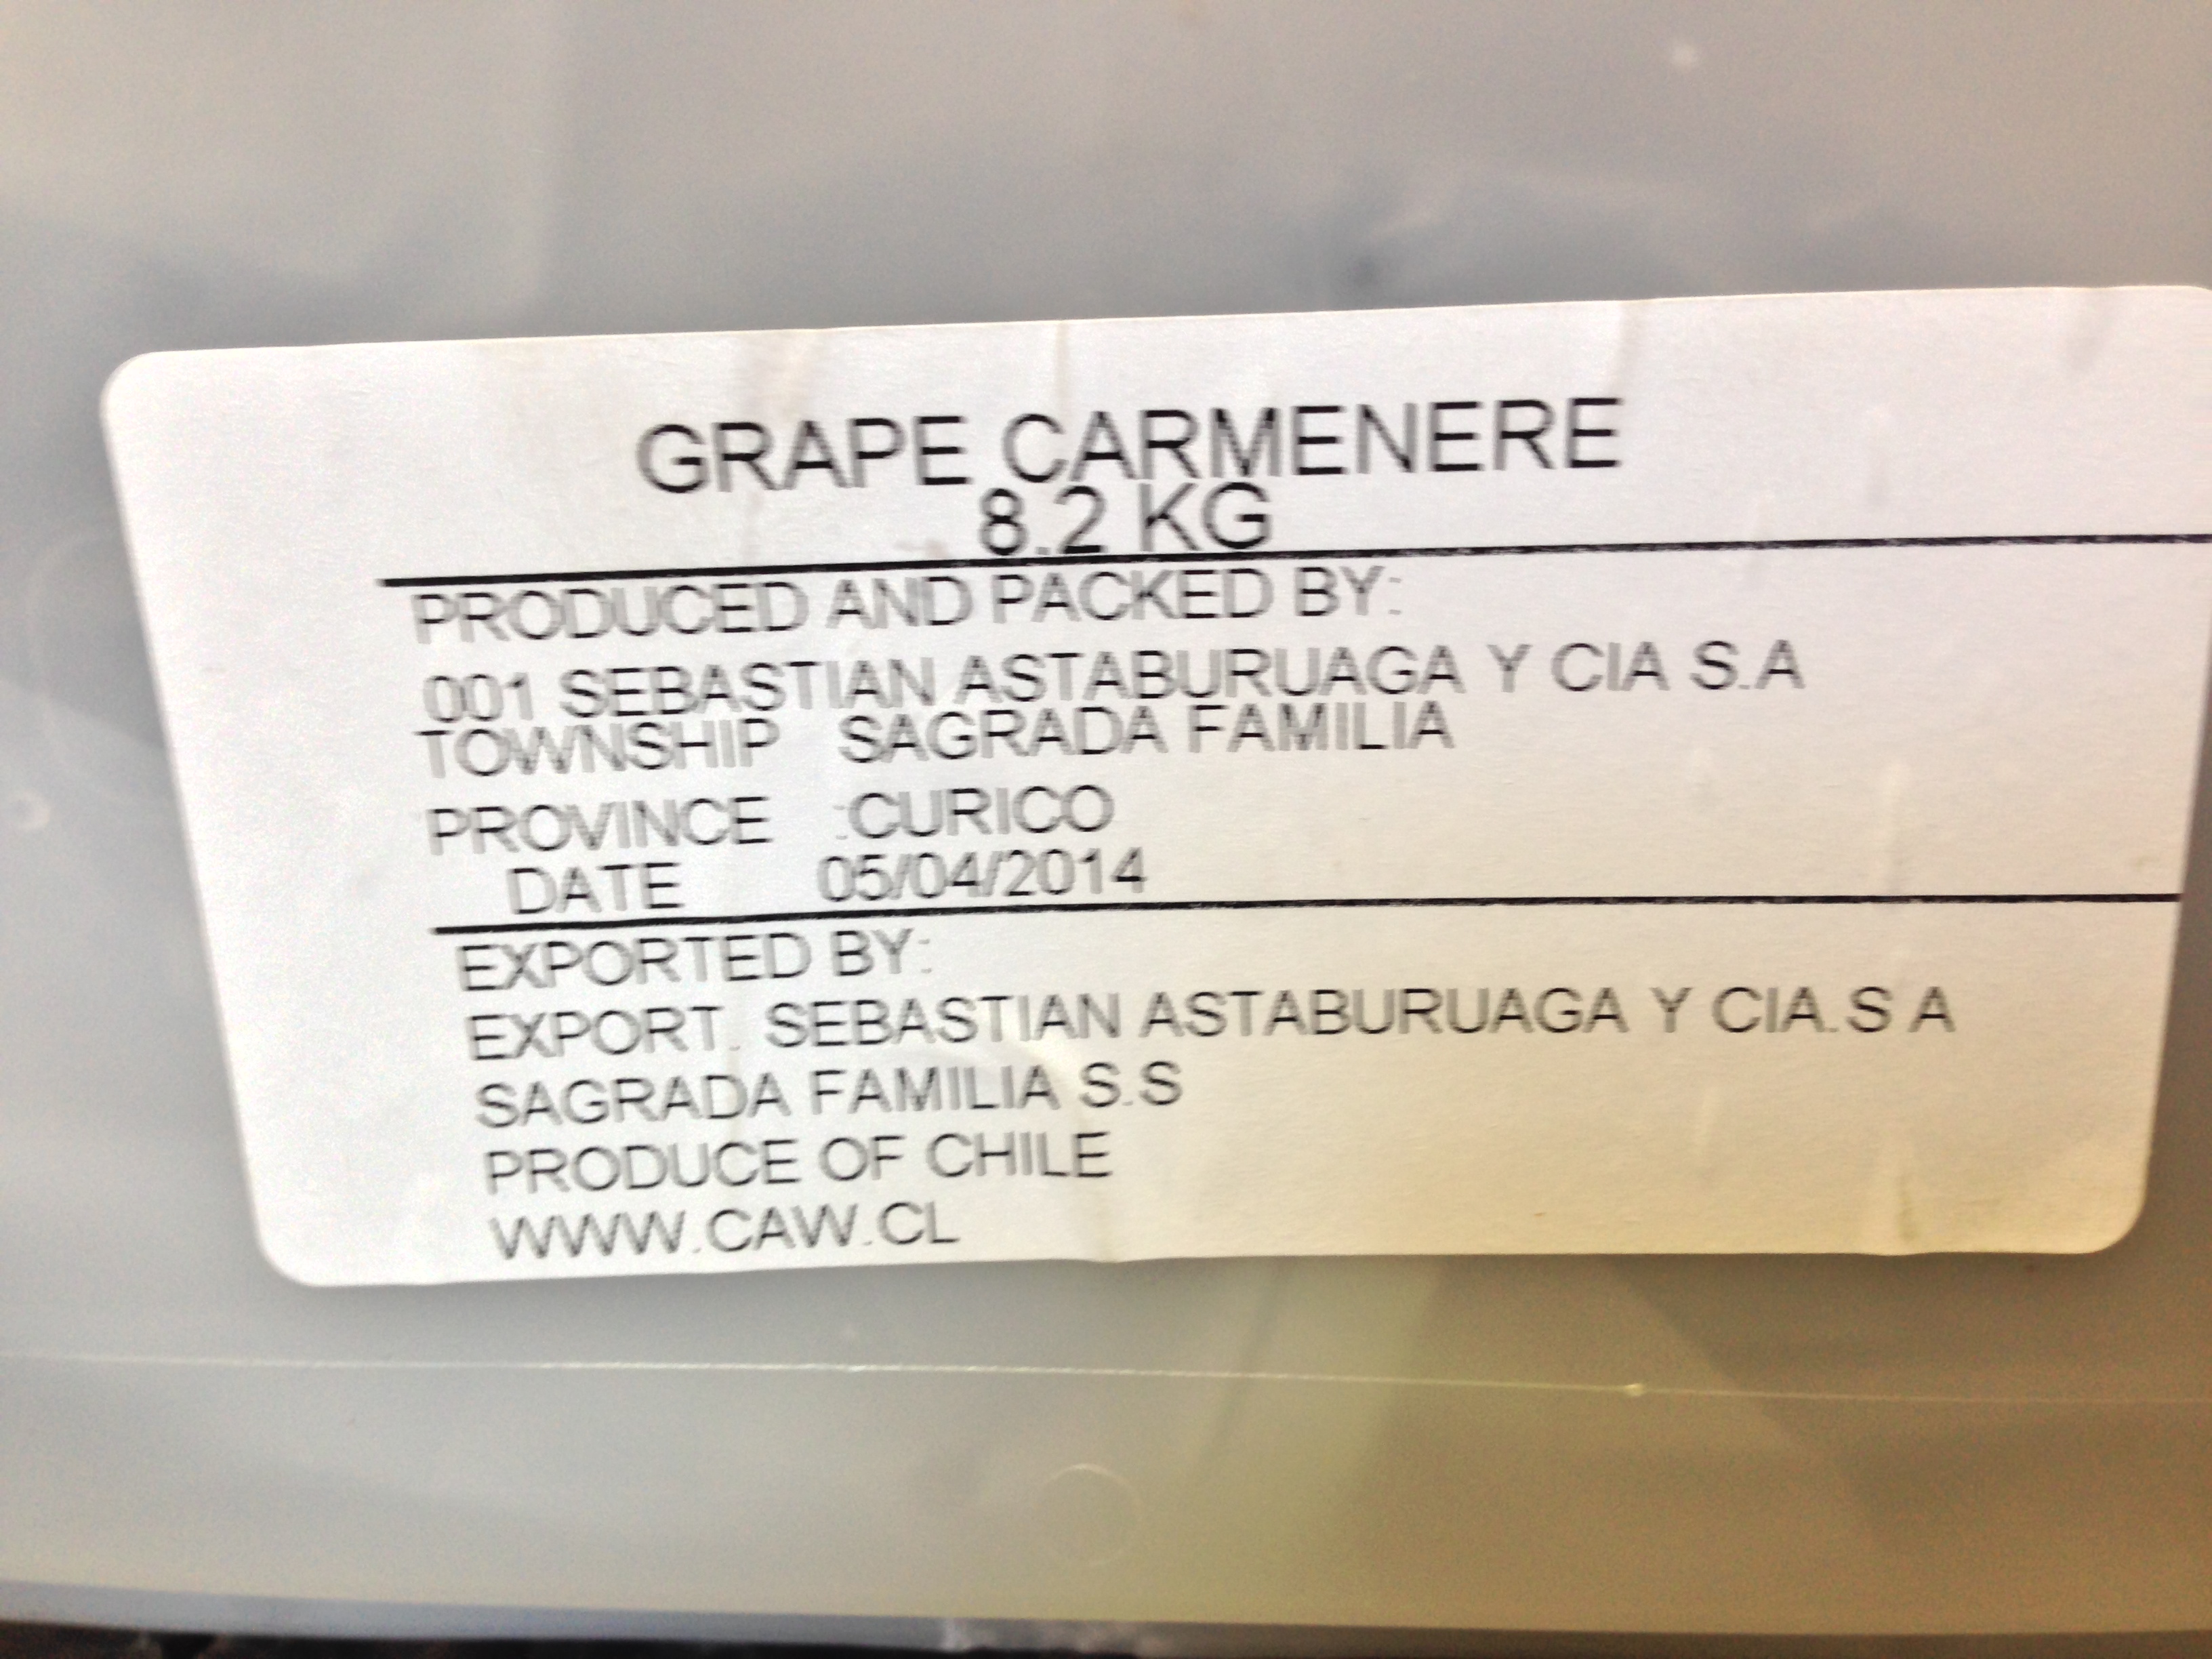 GRAPE CARMENERE
8.2 KG
PRODUCED AND PACKED BY:
001 SEBASTIAN ASTABURUAGA Y CIA S.A
TOWNSHIP SAGRADA FAMILIA
PROVINCE :CURICO
DATE 05/04/2014
EXPORTED BY:
EXPORT. SEBASTIAN ASTABURUAGA Y CIA.S A
SAGRADA FAMILIA S.S
PRODUCE OF CHILE
WWW.CAW.CL